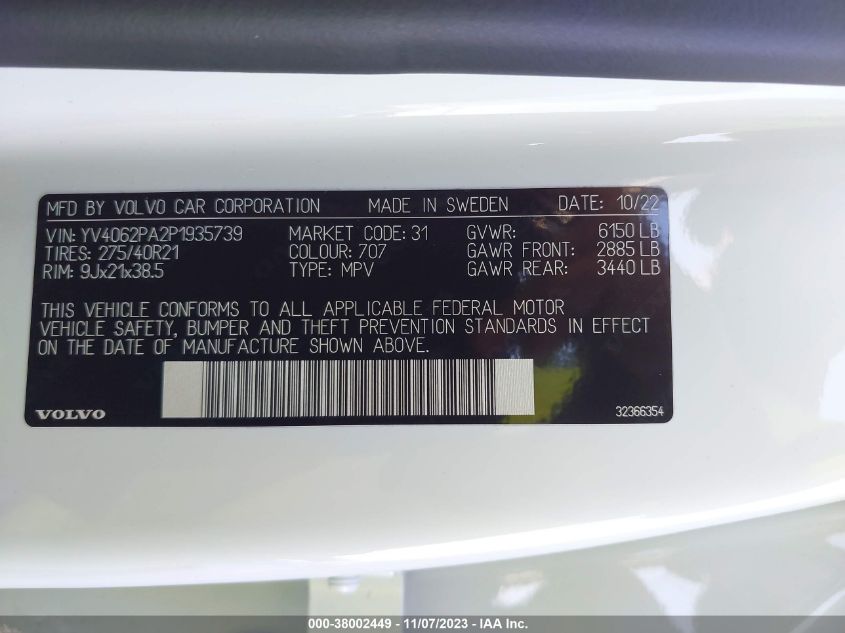 MFD BY VOLVO CAR CORPORATION MADE IN SWEDEN DATE: 10/22
VIN: YV4062PA2P1935739 MARKET CODE: 31 GVWR: 6150 LB
TIRES: 275/40R21 COLOUR: 707 GAWR FRONT: 2885 LB
RIM: 9Jx21x38.5 TYPE: MPV GAWR REAR: 3440 LB
THIS VEHICLE CONFORMS TO ALL APPLICABLE FEDERAL MOTOR
VEHICLE SAFETY, BUMPER AND THEFT PREVENTION STANDARDS IN EFFECT
ON THE DATE OF MANUFACTURE SHOWN ABOVE.
VOLVO 32366354
000-38002449 - 11/07/2023 - IAA Inc.